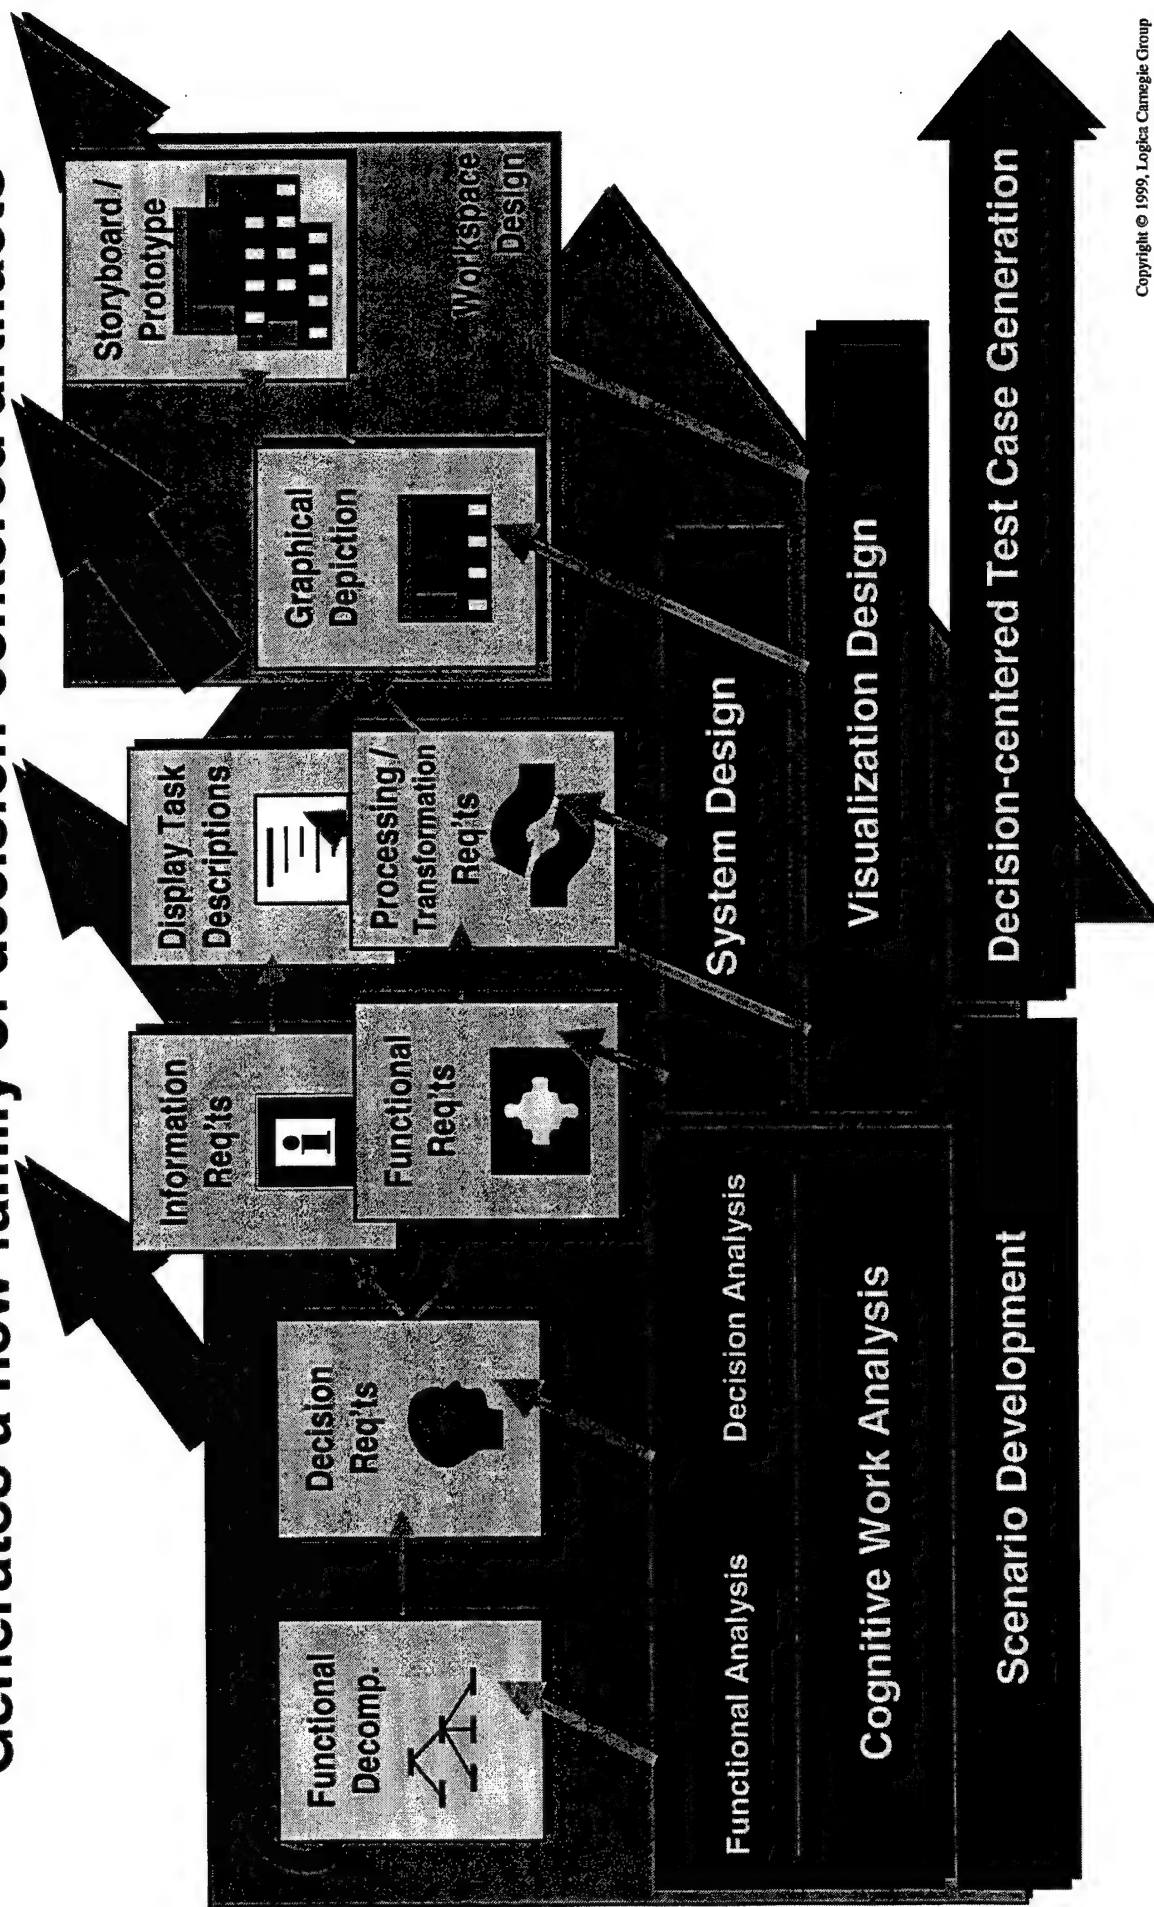 Generates a new family of decision-centered artifacts
Storyboard /
Prototype
Workspace
Design
Graphical
Depiction
Display Task
Descriptions
Processing /
Transformation
Req'ts
Information
Req'ts
Functional
Req'ts
Decision
Req'ts
Functional
Decomp.
System Design
Visualization Design
Decision-centered Test Case Generation
Functional Analysis
Decision Analysis
Cognitive Work Analysis
Scenario Development
Copyright © 1999, Logica Carnegie Group